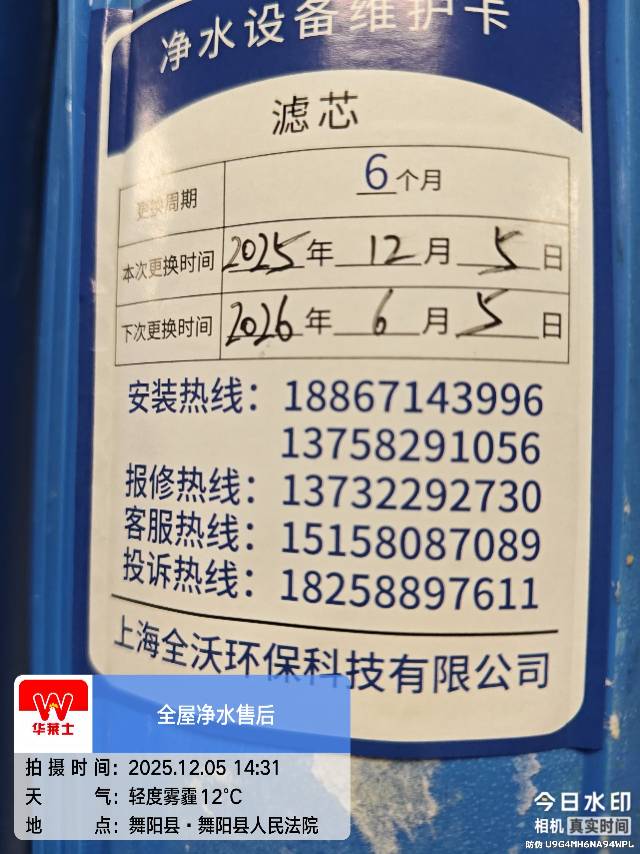 净水设备维护卡
滤芯
更换周期 6个月
本次更换时间 2025年12月5日
下次更换时间 2026年6月5日
安装热线：18867143996
13758291056
报修热线：13732292730
客服热线：15158087089
投诉热线：18258897611
上海全沃环保科技有限公司
华莱士
全屋净水售后
拍摄时间：2025.12.05 14:31
天气：轻度雾霾12℃
地点：舞阳县·舞阳县人民法院
今日水印
相机 真实时间
防伪 U9G4MH6NA94WPL